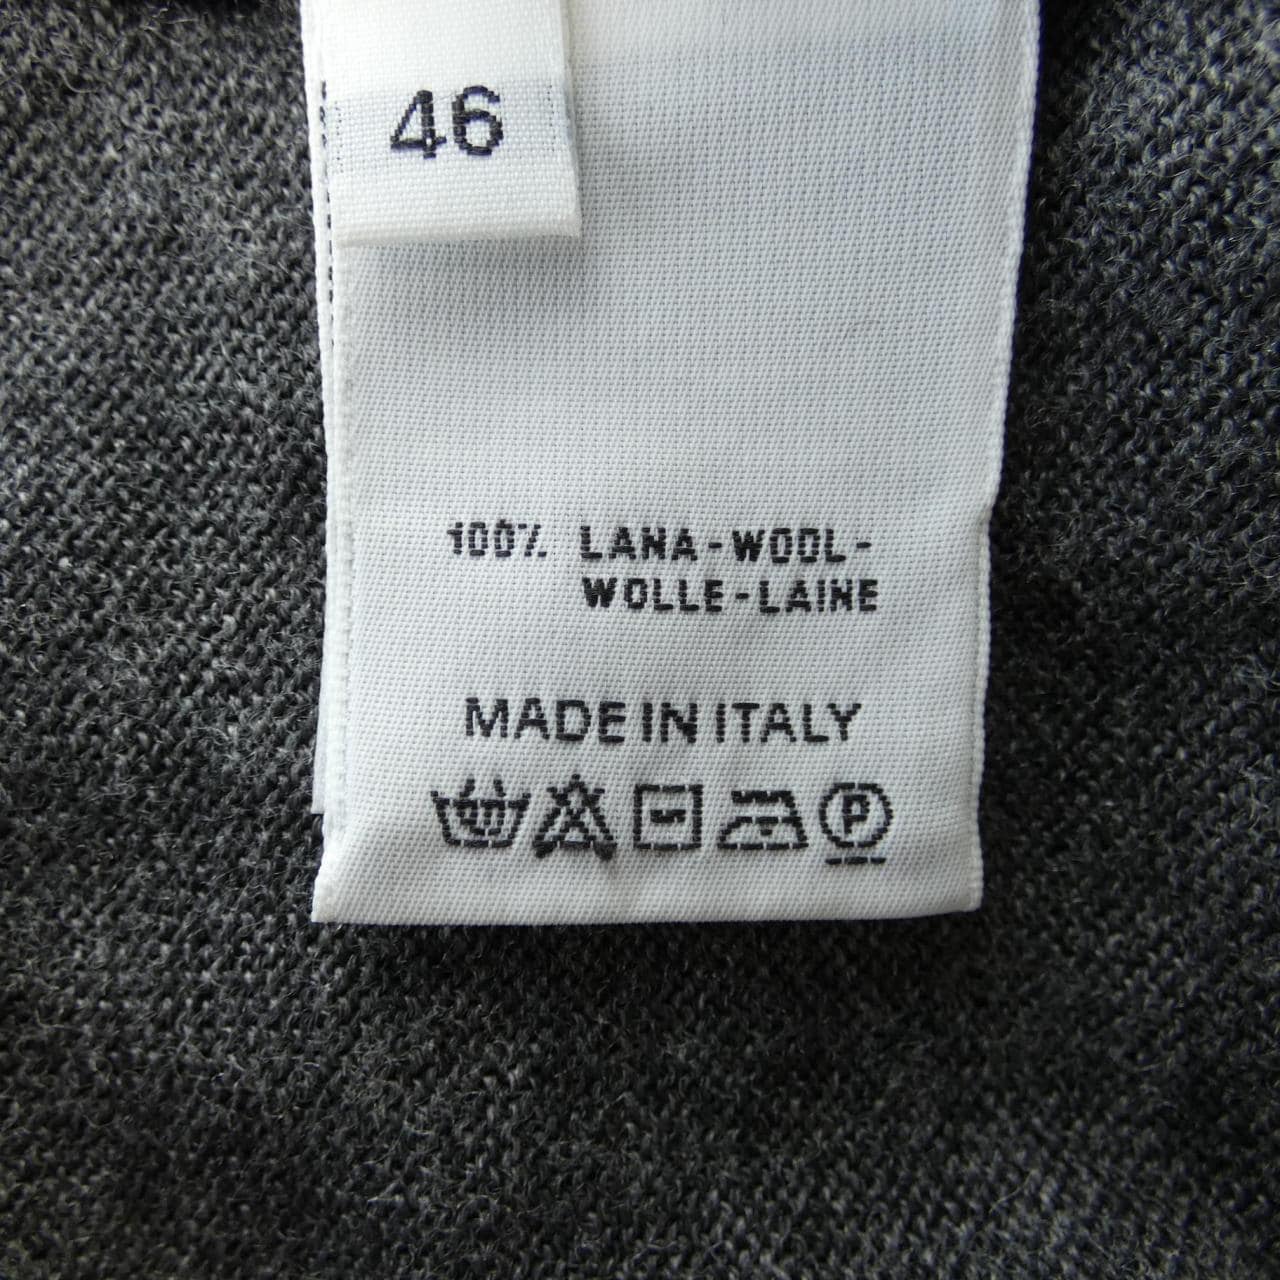 46
100% LANA-WOOL-
WOLLE-LAINE
MADE IN ITALY
P